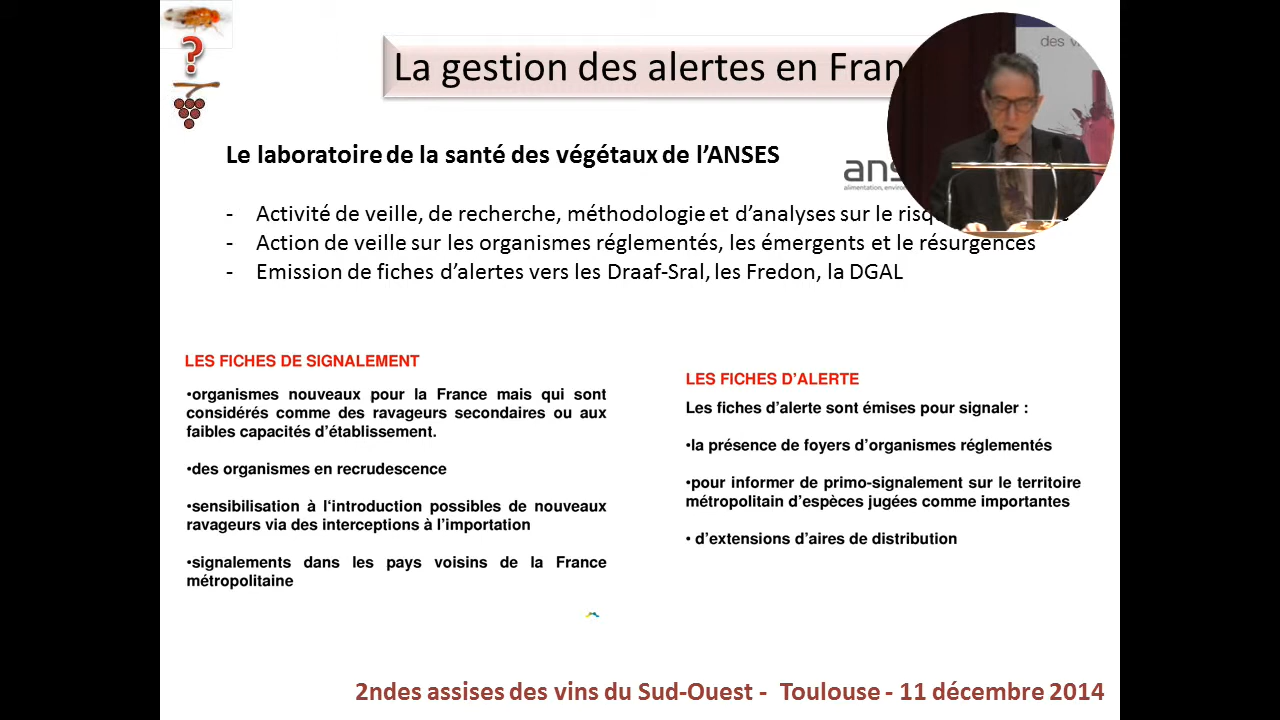 ?
La gestion des alertes en Fran
des v
Le laboratoire de la santé des végétaux de l’ANSES
ans
alimentation, environ
- Activité de veille, de recherche, méthodologie et d’analyses sur le
- Action de veille sur les organismes réglementés, les émergents et le résurgences
- Emission de fiches d’alertes vers les Draaf-Sral, les Fredon, la DGAL
LES FICHES DE SIGNALEMENT
•organismes nouveaux pour la France mais qui sont
considérés comme des ravageurs secondaires ou aux
faibles capacités d’établissement.
•des organismes en recrudescence
•sensibilisation à l‘introduction possibles de nouveaux
ravageurs via des interceptions à l’importation
•signalements dans les pays voisins de la France
métropolitaine
LES FICHES D’ALERTE
Les fiches d’alerte sont émises pour signaler :
•la présence de foyers d’organismes réglementés
•pour informer de primo-signalement sur le territoire
métropolitain d’espèces jugées comme importantes
• d’extensions d’aires de distribution
2ndes assises des vins du Sud-Ouest - Toulouse - 11 décembre 2014